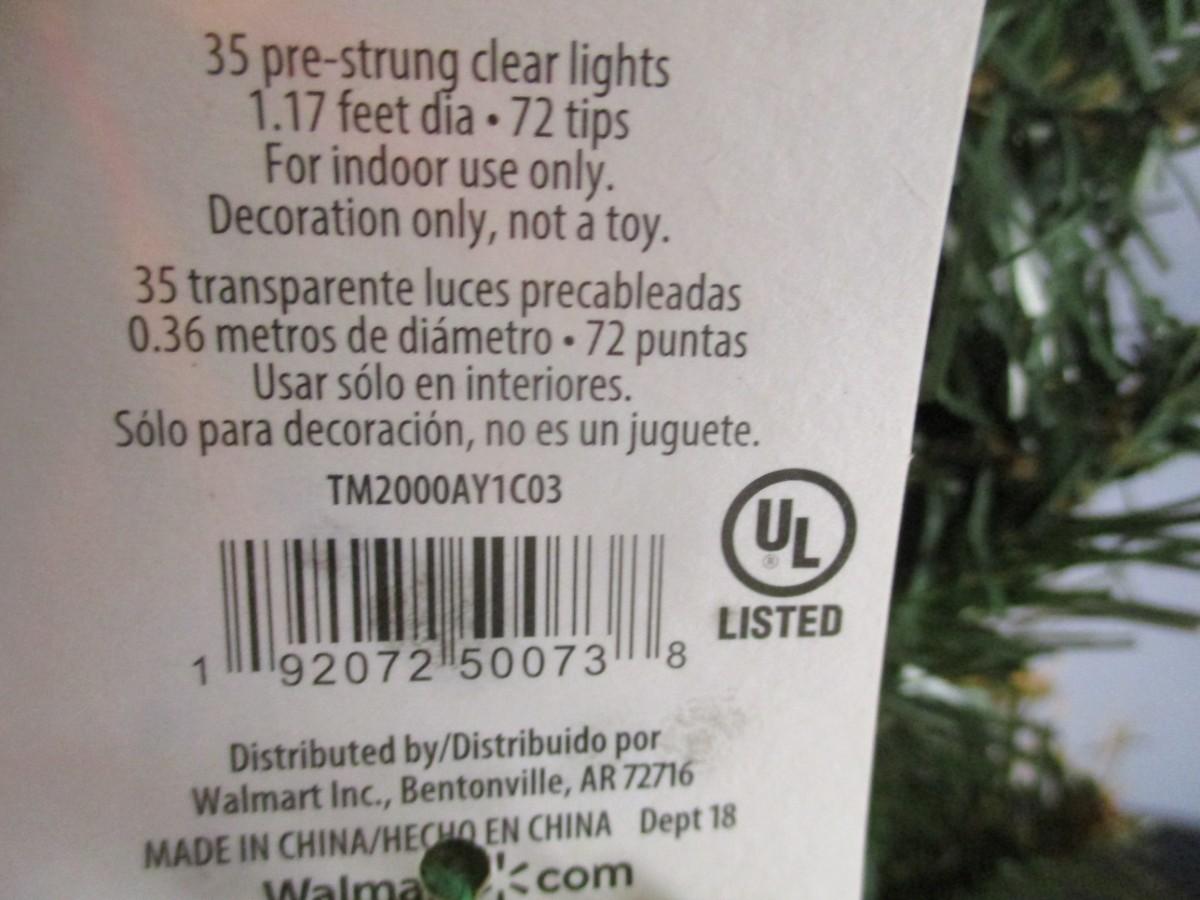 35 pre-strung clear lights
1.17 feet dia • 72 tips
For indoor use only.
Decoration only, not a toy.
35 transparente luces precableadas
0.36 metros de diámetro • 72 puntas
Usar sólo en interiores.
Sólo para decoración, no es un juguete.
TM2000AY1C03
UL
®
LISTED
1 92072 50073 8
Distributed by/Distribuido por
Walmart Inc., Bentonville, AR 72716
MADE IN CHINA/HECHO EN CHINA Dept 18
Walma com